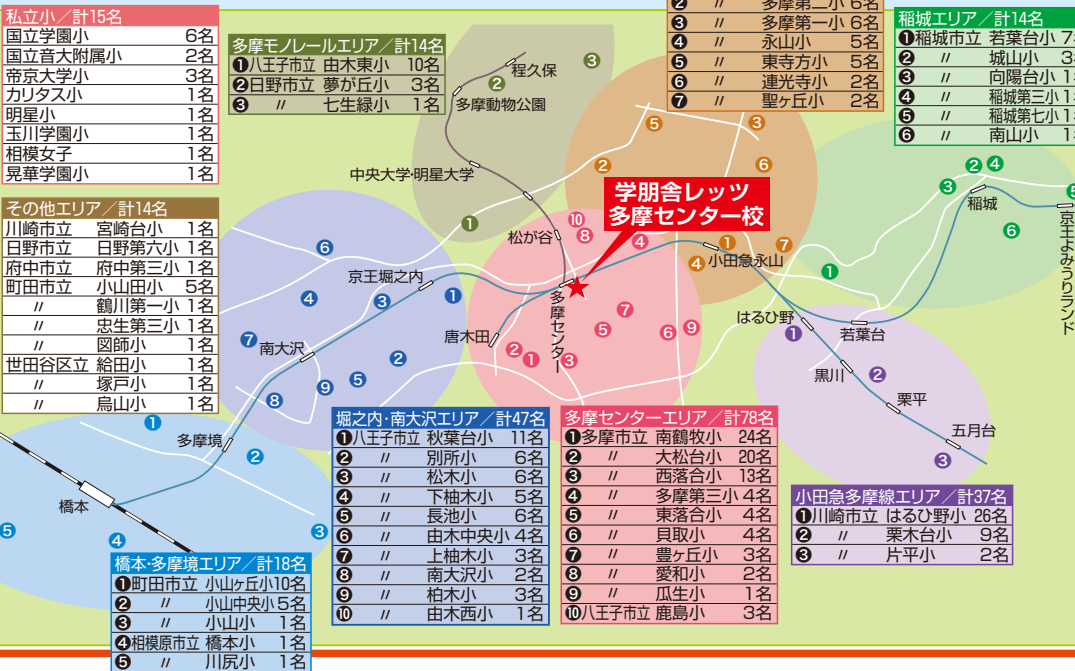 私立小／計15名
国立学園小 6名
国立音大附属小 2名
帝京大学小 3名
カリタス小 1名
明星小 1名
玉川学園小 1名
相模女子 1名
晃華学園小 1名
その他エリア／計14名
川崎市立 宮崎台小 1名
日野市立 日野第六小 1名
府中市立 府中第三小 1名
町田市立 小山田小 5名
〃 鶴川第一小 1名
〃 忠生第三小 1名
〃 図師小 1名
世田谷区立 給田小 1名
〃 塚戸小 1名
〃 烏山小 1名
多摩モノレールエリア／計14名
❶八王子市立 由木東小 10名
❷日野市立 夢が丘小 3名
❸ 〃 七生緑小 1名
❷ 〃 多摩第二小 6名
❸ 〃 多摩第一小 6名
❹ 〃 永山小 5名
❺ 〃 東寺方小 5名
❻ 〃 連光寺小 2名
❼ 〃 聖ヶ丘小 2名
稲城エリア／計14名
❶稲城市立 若葉台小 7
❷ 〃 城山小 3
❸ 〃 向陽台小 1
❹ 〃 稲城第三小 1
❺ 〃 稲城第七小 1
❻ 〃 南山小 1
程久保
多摩動物公園
中央大学・明星大学
松が谷
学朋舎レッツ
多摩センター校
京王堀之内
多摩センター
唐木田
南大沢
多摩境
橋本
小田急永山
はるひ野
若葉台
稲城
京王よみうりランド
黒川
栗平
五月台
堀之内・南大沢エリア／計47名
❶八王子市立 秋葉台小 11名
❷ 〃 別所小 6名
❸ 〃 松木小 6名
❹ 〃 下柚木小 5名
❺ 〃 長池小 6名
❻ 〃 由木中央小 4名
❼ 〃 上柚木小 3名
❽ 〃 南大沢小 2名
❾ 〃 柏木小 3名
❿ 〃 由木西小 1名
多摩センターエリア／計78名
❶多摩市立 南鶴牧小 24名
❷ 〃 大松台小 20名
❸ 〃 西落合小 13名
❹ 〃 多摩第三小 4名
❺ 〃 東落合小 4名
❻ 〃 貝取小 4名
❼ 〃 豊ヶ丘小 3名
❽ 〃 愛和小 2名
❾ 〃 瓜生小 1名
❿八王子市立 鹿島小 3名
小田急多摩線エリア／計37名
❶川崎市立 はるひ野小 26名
❷ 〃 栗木台小 9名
❸ 〃 片平小 2名
橋本・多摩境エリア／計18名
❶町田市立 小山ヶ丘小10名
❷ 〃 小山中央小 5名
❸ 〃 小山小 1名
❹相模原市立 橋本小 1名
❺ 〃 川尻小 1名